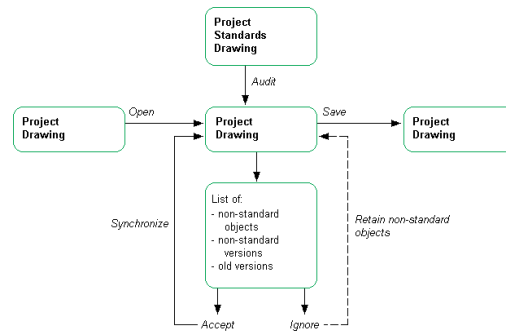 Project
Standards
Drawing
Audit
Project
Drawing
Open
Project
Drawing
Save
Project
Drawing
List of:
- non-standard
objects
- non-standard
versions
- old versions
Synchronize
Retain non-standard
objects
Accept
Ignore